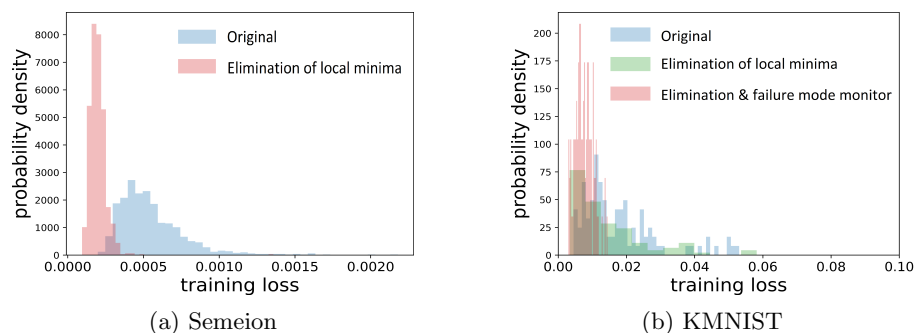 probability density
8000
7000
6000
5000
4000
3000
2000
1000
0
Original
Elimination of local minima
0.0000 0.0005 0.0010 0.0015 0.0020
training loss
(a) Semeion
probability density
200
175
150
125
100
75
50
25
0
Original
Elimination of local minima
Elimination & failure mode monitor
0.00 0.02 0.04 0.06 0.08 0.10
training loss
(b) KMNIST